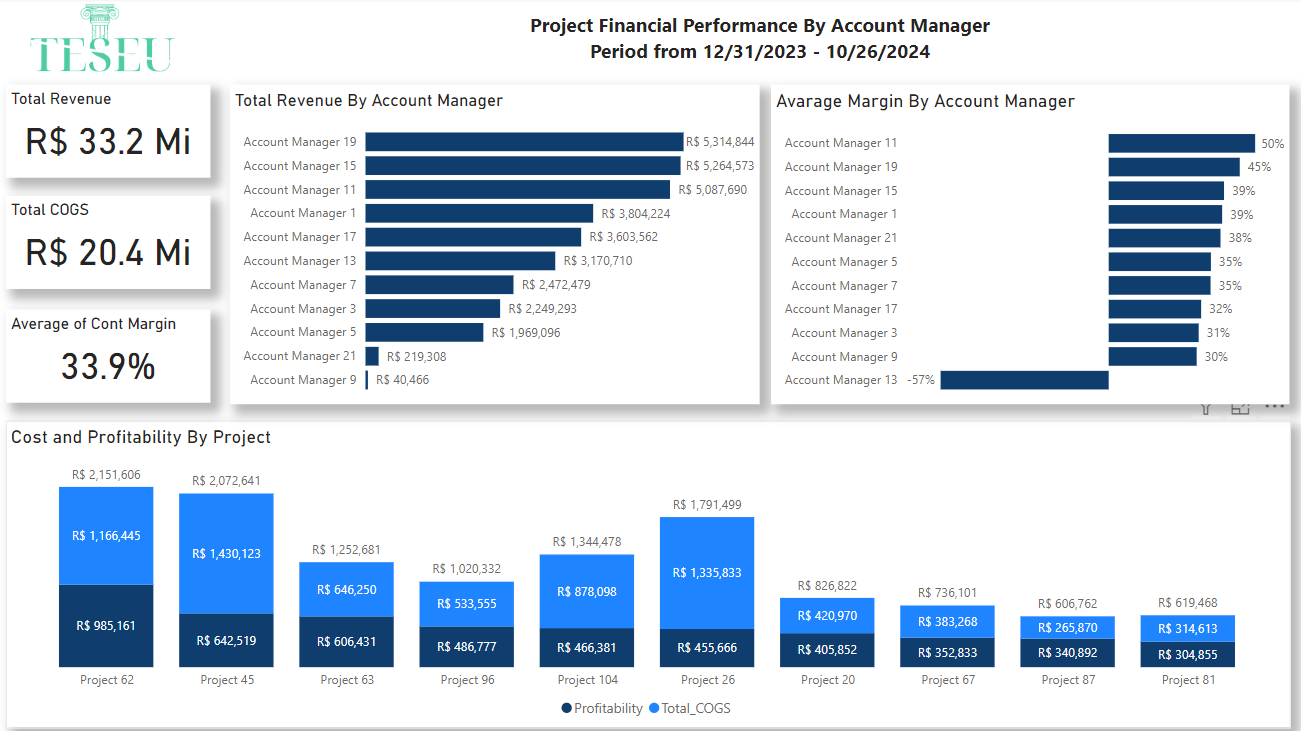 TESEU
Project Financial Performance By Account Manager
Period from 12/31/2023 - 10/26/2024
Total Revenue
R$ 33.2 Mi
Total COGS
R$ 20.4 Mi
Average of Cont Margin
33.9%
Total Revenue By Account Manager
Account Manager 19 R$ 5,314,844
Account Manager 15 R$ 5,264,573
Account Manager 11 R$ 5,087,690
Account Manager 1 R$ 3,804,224
Account Manager 17 R$ 3,603,562
Account Manager 13 R$ 3,170,710
Account Manager 7 R$ 2,472,479
Account Manager 3 R$ 2,249,293
Account Manager 5 R$ 1,969,096
Account Manager 21 R$ 219,308
Account Manager 9 R$ 40,466
Avarage Margin By Account Manager
Account Manager 11 50%
Account Manager 19 45%
Account Manager 15 39%
Account Manager 1 39%
Account Manager 21 38%
Account Manager 5 35%
Account Manager 7 35%
Account Manager 17 32%
Account Manager 3 31%
Account Manager 9 30%
Account Manager 13 -57%
Cost and Profitability By Project
R$ 2,151,606 R$ 2,072,641 R$ 1,252,681 R$ 1,020,332 R$ 1,344,478 R$ 1,791,499 R$ 826,822 R$ 736,101 R$ 606,762 R$ 619,468
R$ 1,166,445 R$ 1,430,123 R$ 646,250 R$ 533,555 R$ 878,098 R$ 1,335,833 R$ 420,970 R$ 383,268 R$ 265,870 R$ 314,613
R$ 985,161 R$ 642,519 R$ 606,431 R$ 486,777 R$ 466,381 R$ 455,666 R$ 405,852 R$ 352,833 R$ 340,892 R$ 304,855
Project 62 Project 45 Project 63 Project 96 Project 104 Project 26 Project 20 Project 67 Project 87 Project 81
Profitability Total_COGS